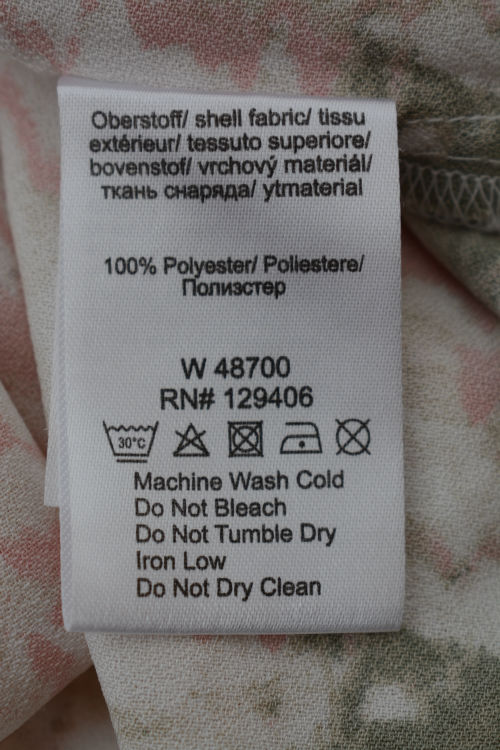 Oberstoff/ shell fabric/ tissu
extérieur/ tessuto superiore/
bovenstof/ vrchový materiál/
ткань снаряда/ ytmaterial
100% Polyester/ Poliestere/
Полиэстер
W 48700
RN# 129406
30°C
Machine Wash Cold
Do Not Bleach
Do Not Tumble Dry
Iron Low
Do Not Dry Clean